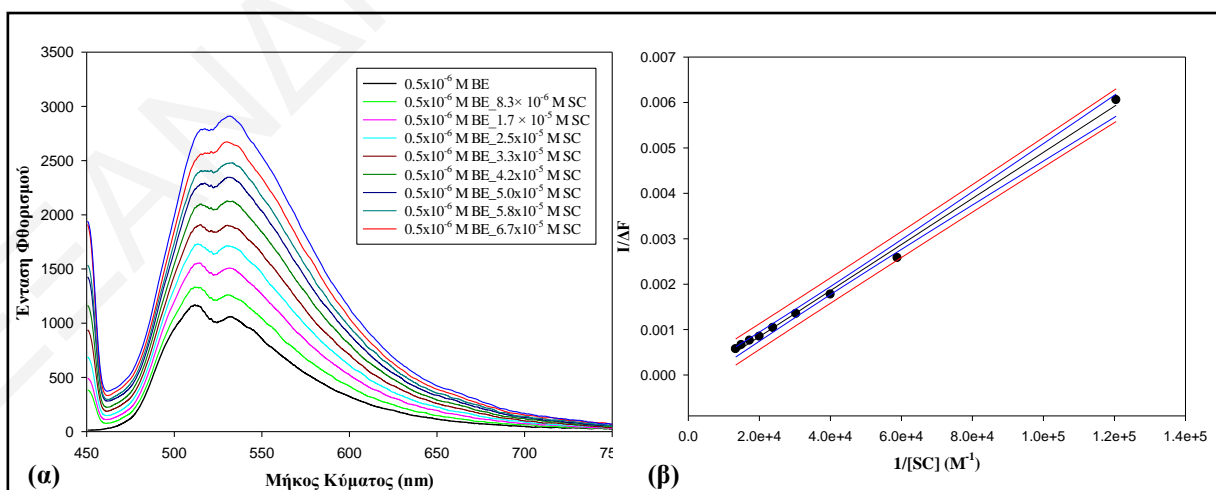 3500
3000
2500
2000
1500
1000
500
0
450
500
550
600
650
700
75
Ένταση Φθορισμού
Μήκος Κύματος (nm)
(α)
0.5x10⁻⁶ M BE
0.5x10⁻⁶ M BE_8.3× 10⁻⁶ M SC
0.5x10⁻⁶ M BE_1.7 × 10⁻⁵ M SC
0.5x10⁻⁶ M BE_2.5x10⁻⁵ M SC
0.5x10⁻⁶ M BE_3.3x10⁻⁵ M SC
0.5x10⁻⁶ M BE_4.2x10⁻⁵ M SC
0.5x10⁻⁶ M BE_5.0x10⁻⁵ M SC
0.5x10⁻⁶ M BE_5.8x10⁻⁵ M SC
0.5x10⁻⁶ M BE_6.7x10⁻⁵ M SC
0.007
0.006
0.005
0.004
0.003
0.002
0.001
0.000
0.0
2.0e+4
4.0e+4
6.0e+4
8.0e+4
1.0e+5
1.2e+5
1.4e+5
I/ΔF
1/[SC] (M⁻¹)
(β)